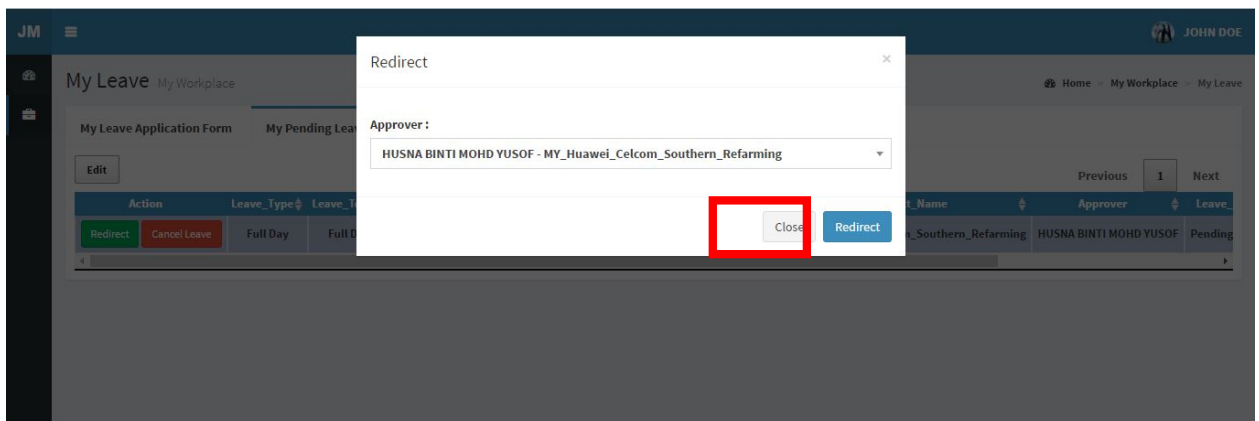 JM
JOHN DOE
My Leave My Workplace
Home > My Workplace > My Leave
My Leave Application Form
My Pending Lea
Redirect
×
Approver :
HUSNA BINTI MOHD YUSOF - MY_Huawei_Celcom_Southern_Refarming
Close
Redirect
Edit
Previous 1 Next
Action Leave_Type Leave_T t_Name Approver Leave_
Redirect Cancel Leave Full Day Full D n_Southern_Refarming HUSNA BINTI MOHD YUSOF Pending